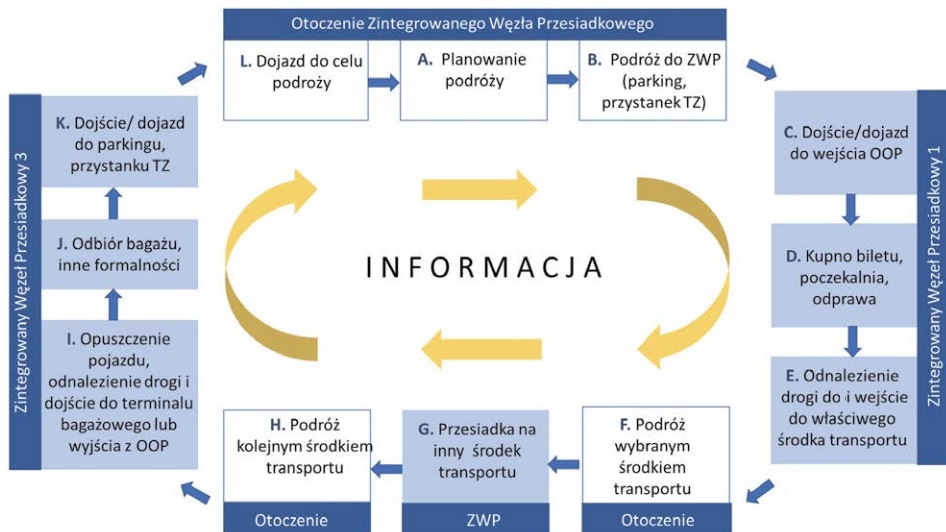 Otoczenie Zintegrowanego Węzła Przesiadkowego
L. Dojazd do celu
podroży
A. Planowanie
podróży
B. Podróż do ZWP
(parking,
przystanek TZ)
Zintegrowany Węzeł Przesiadkowy 1
C. Dojście/dojazd
do wejścia OOP
D. Kupno biletu,
poczekalnia,
odprawa
E. Odnalezienie
drogi do i wejście
do właściwego
środka transportu
F. Podróż
wybranym
środkiem
transportu
Otoczenie
G. Przesiadka na
inny środek
transportu
ZWP
H. Podróż
kolejnym środkiem
transportu
Otoczenie
Zintegrowany Węzeł Przesiadkowy 3
I. Opuszczenie
pojazdu,
odnalezienie drogi i
dojście do terminalu
bagażowego lub
wyjścia z OOP
J. Odbiór bagażu,
inne formalności
K. Dojście/ dojazd
do parkingu,
przystanku TZ
INFORMACJA